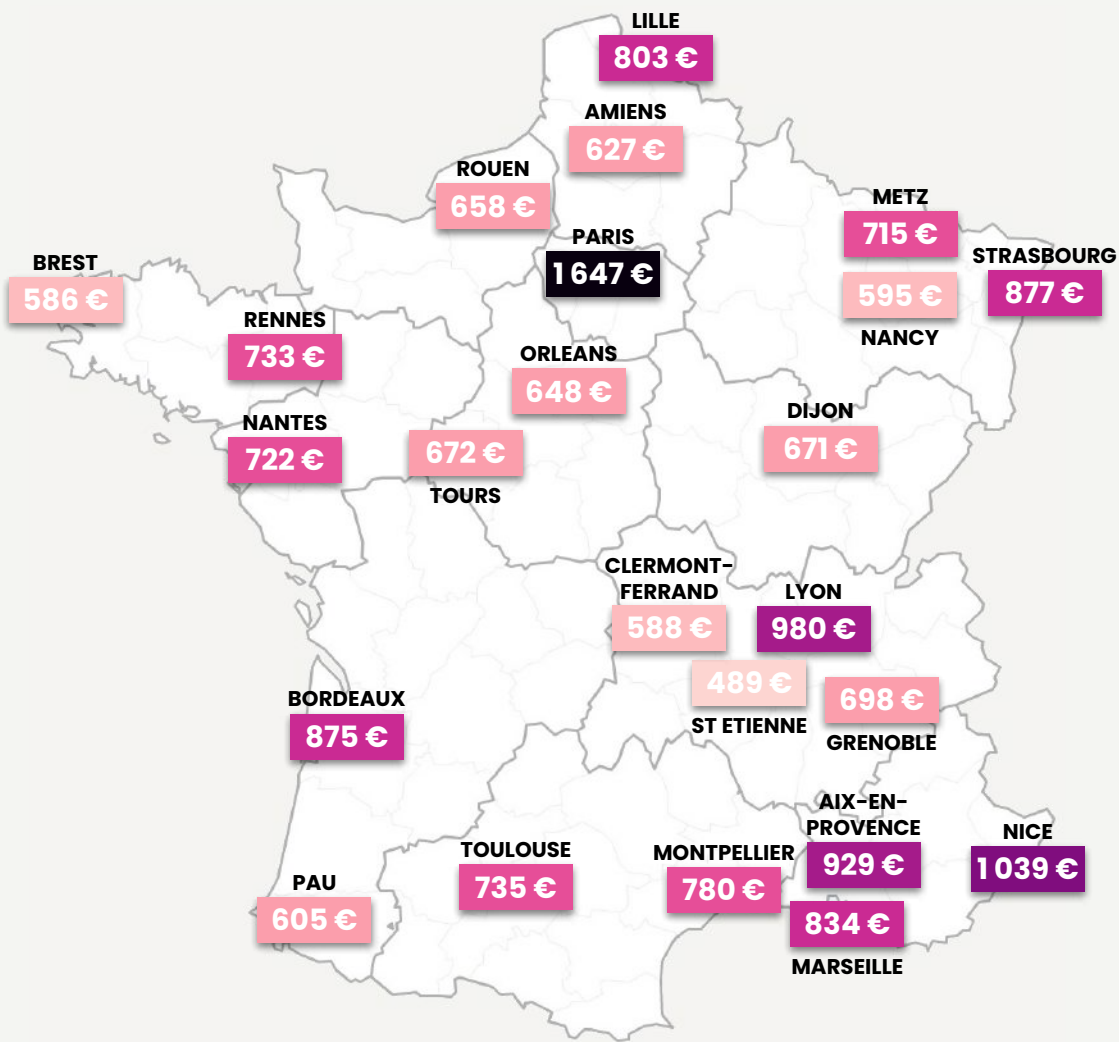 LILLE
803 €
AMIENS
627 €
ROUEN
658 €
METZ
715 €
PARIS
1 647 €
STRASBOURG
877 €
BREST
586 €
595 €
NANCY
RENNES
733 €
ORLEANS
648 €
DIJON
671 €
NANTES
722 €
672 €
TOURS
CLERMONT-
FERRAND
588 €
LYON
980 €
489 €
ST ETIENNE
698 €
GRENOBLE
BORDEAUX
875 €
AIX-EN-
PROVENCE
929 €
NICE
1 039 €
TOULOUSE
735 €
MONTPELLIER
780 €
PAU
605 €
834 €
MARSEILLE